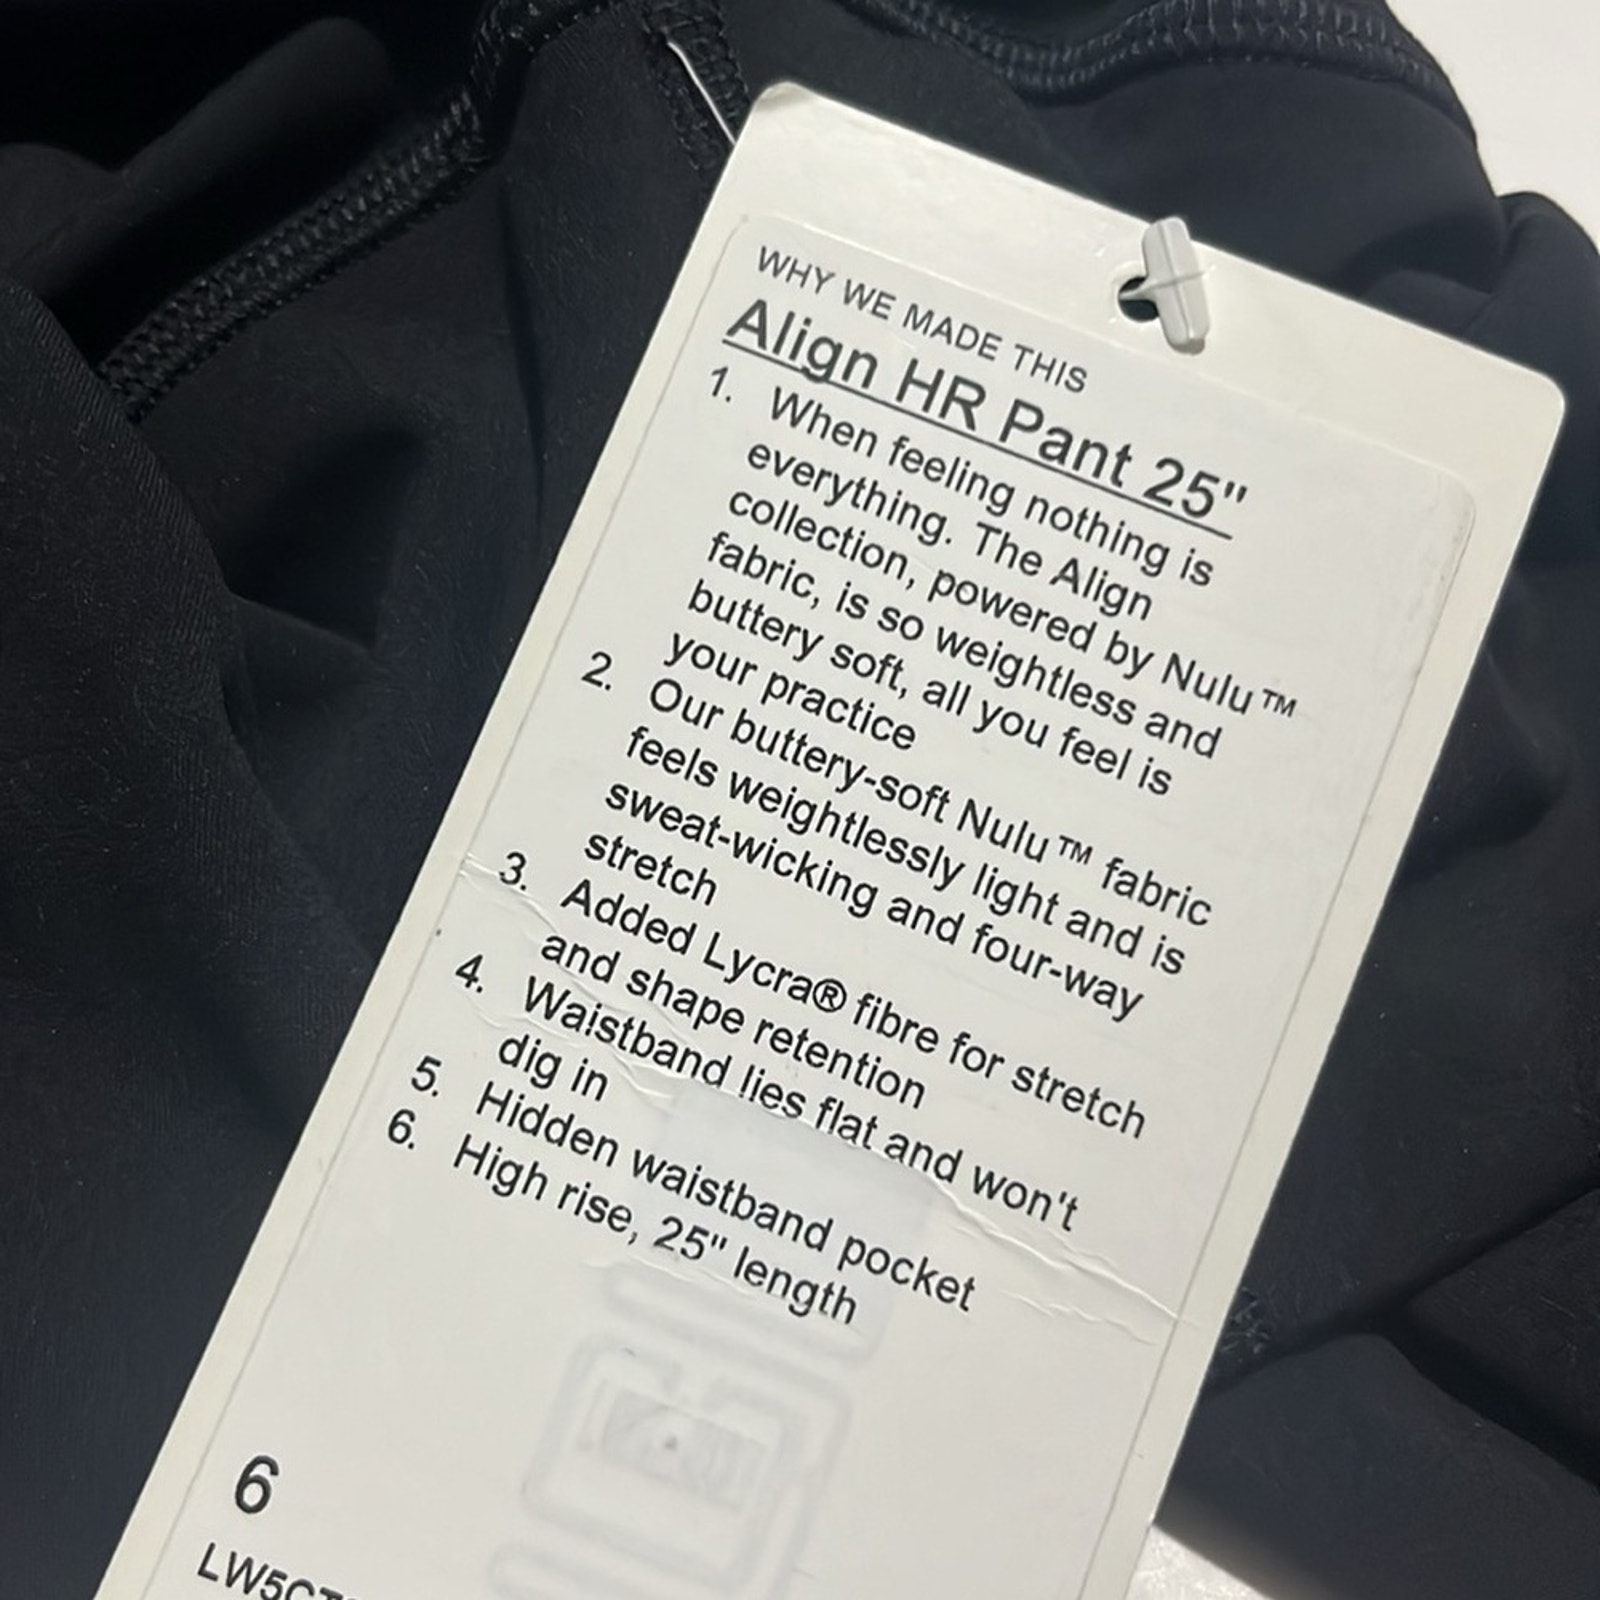 WHY WE MADE THIS
Align HR Pant 25"
1. When feeling nothing is
everything. The Align
collection, powered by Nulu™
fabric, is so weightless and
buttery soft, all you feel is
your practice
2. Our buttery-soft Nulu™ fabric
feels weightlessly light and is
sweat-wicking and four-way
stretch
3. Added Lycra® fibre for stretch
and shape retention
4. Waistband lies flat and won't
dig in
5. Hidden waistband pocket
6. High rise, 25" length
6